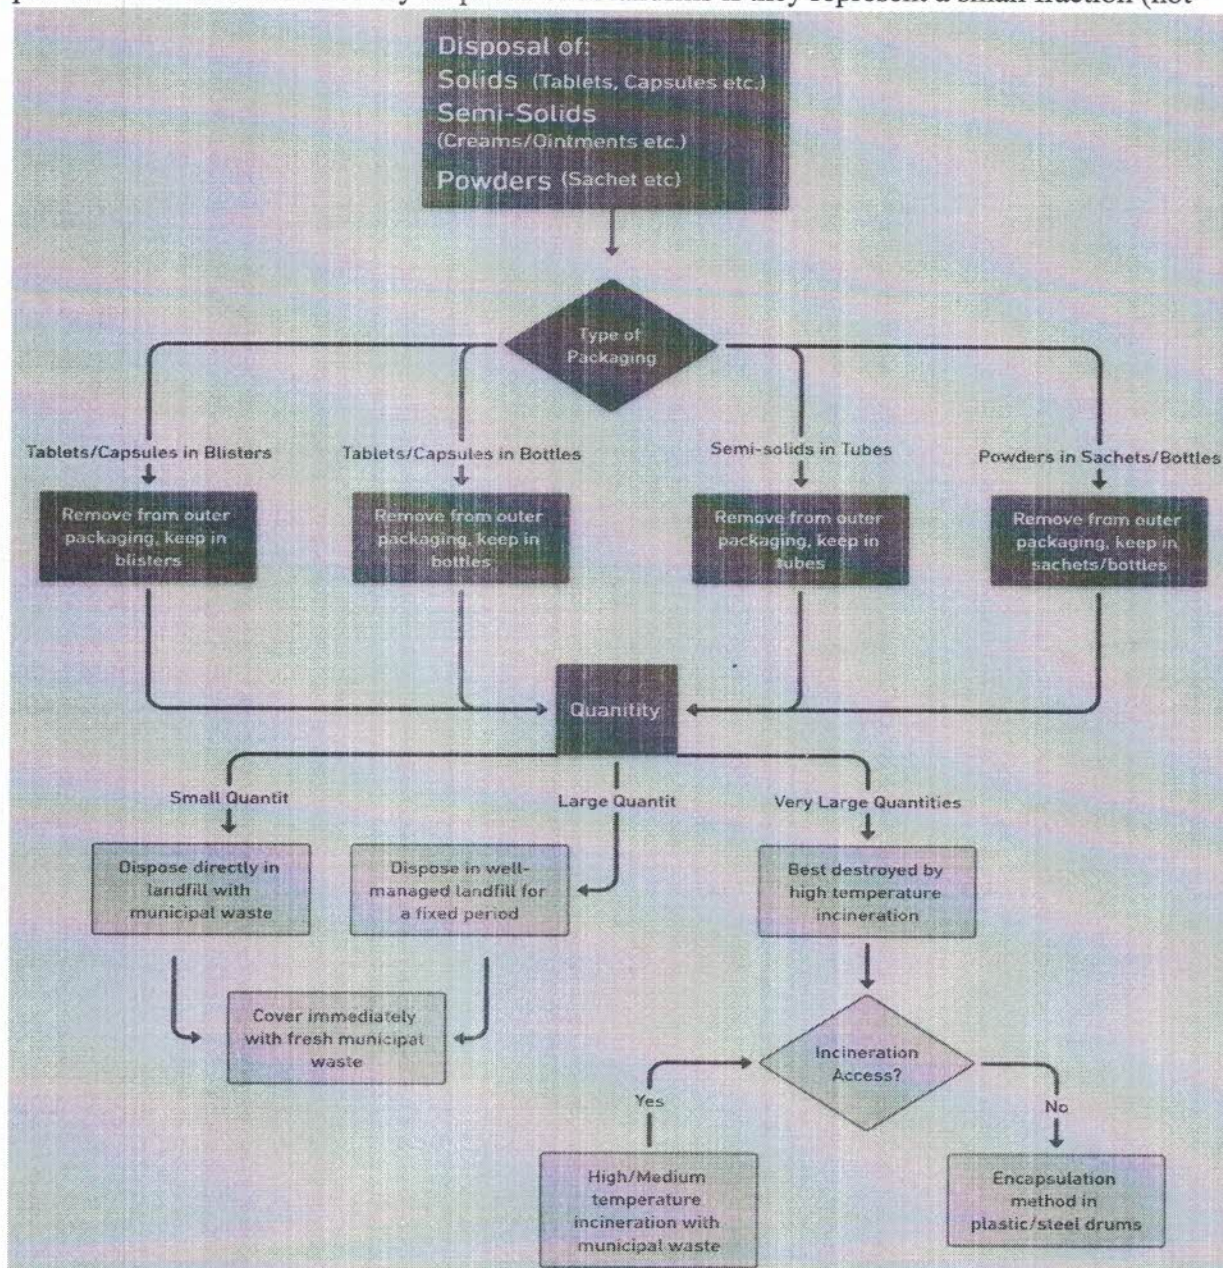 they represent a small fraction (not
Disposal of:
Solids (Tablets, Capsules etc.)
Semi-Solids
(Creams/Ointments etc.)
Powders (Sachet etc)
Type of
Packaging
Tablets/Capsules in Blisters
Tablets/Capsules in Bottles
Semi-solids in Tubes
Powders in Sachets/Bottles
Remove from outer
packaging, keep in
blisters
Remove from outer
packaging, keep in
bottles
Remove from outer
packaging, keep in
tubes
Remove from outer
packaging, keep in
sachets/bottles
Quanitity
Small Quantit
Large Quantit
Very Large Quantities
Dispose directly in
landfill with
municipal waste
Dispose in well-
managed landfill for
a fixed period
Best destroyed by
high temperature
incineration
Cover immediately
with fresh municipal
waste
Incineration
Access?
Yes
No
High/Medium
temperature
incineration with
municipal waste
Encapsulation
method in
plastic/steel drums